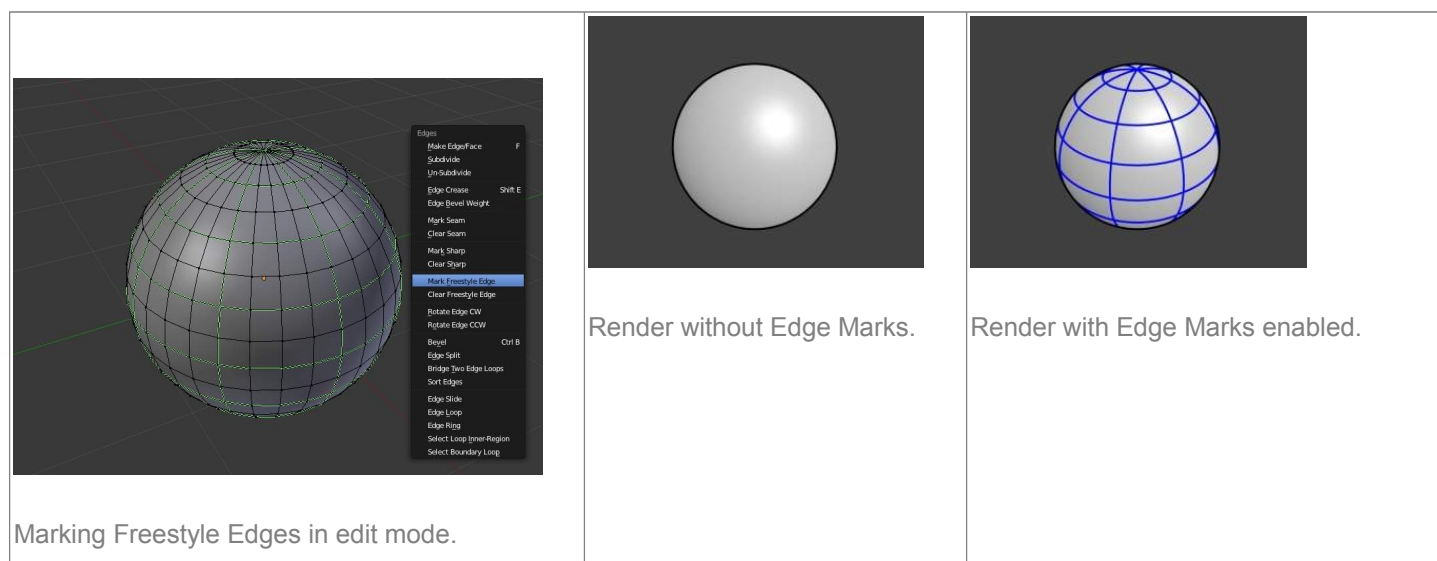 Edges
Make Edge/Face F
Subdivide
Un-Subdivide
Edge Crease Shift E
Edge Bevel Weight
Mark Seam
Clear Seam
Mark Sharp
Clear Sharp
Mark Freestyle Edge
Clear Freestyle Edge
Rotate Edge CW
Rotate Edge CCW
Bevel Ctrl B
Edge Split
Bridge Two Edge Loops
Sort Edges
Edge Slide
Edge Loop
Edge Ring
Select Loop Inner-Region
Select Boundary Loop
Marking Freestyle Edges in edit mode.
Render without Edge Marks.
Render with Edge Marks enabled.